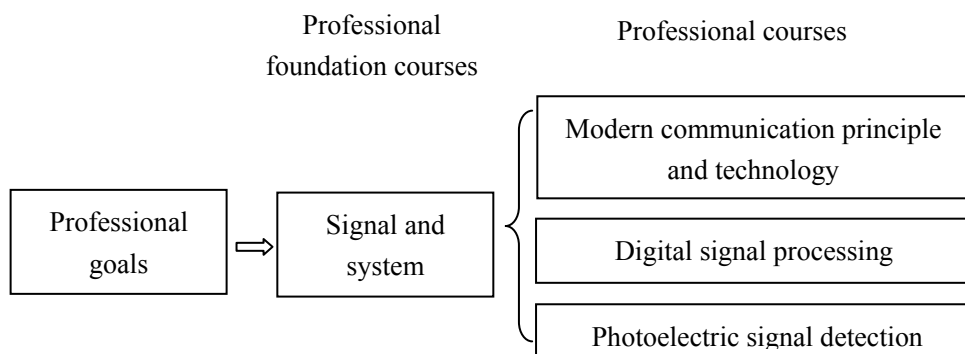 Professional
foundation courses
Professional courses
Professional
goals
Signal and
system
Modern communication principle
and technology
Digital signal processing
Photoelectric signal detection